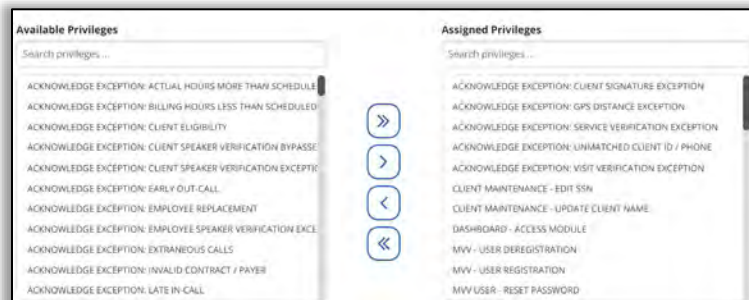 Available Privileges
Search privileges ...
ACKNOWLEDGE EXCEPTION: ACTUAL HOURS MORE THAN SCHEDULE
ACKNOWLEDGE EXCEPTION: BILLING HOURS LESS THAN SCHEDULED
ACKNOWLEDGE EXCEPTION: CLIENT ELIGIBILITY
ACKNOWLEDGE EXCEPTION: CLIENT SPEAKER VERIFICATION BYPASSE
ACKNOWLEDGE EXCEPTION: CLIENT SPEAKER VERIFICATION EXCEPTIO
ACKNOWLEDGE EXCEPTION: EARLY OUT-CALL
ACKNOWLEDGE EXCEPTION: EMPLOYEE REPLACEMENT
ACKNOWLEDGE EXCEPTION: EMPLOYEE SPEAKER VERIFICATION EXCE
ACKNOWLEDGE EXCEPTION: EXTRANEOUS CALLS
ACKNOWLEDGE EXCEPTION: INVALID CONTRACT / PAYER
ACKNOWLEDGE EXCEPTION: LATE IN-CALL
Assigned Privileges
Search privileges ...
ACKNOWLEDGE EXCEPTION: CLIENT SIGNATURE EXCEPTION
ACKNOWLEDGE EXCEPTION: GPS DISTANCE EXCEPTION
ACKNOWLEDGE EXCEPTION: SERVICE VERIFICATION EXCEPTION
ACKNOWLEDGE EXCEPTION: UNMATCHED CLIENT ID / PHONE
ACKNOWLEDGE EXCEPTION: VISIT VERIFICATION EXCEPTION
CLIENT MAINTENANCE - EDIT SSN
CLIENT MAINTENANCE - UPDATE CLIENT NAME
DASHBOARD - ACCESS MODULE
MVV - USER DEREGISTRATION
MVV - USER REGISTRATION
MVV USER - RESET PASSWORD